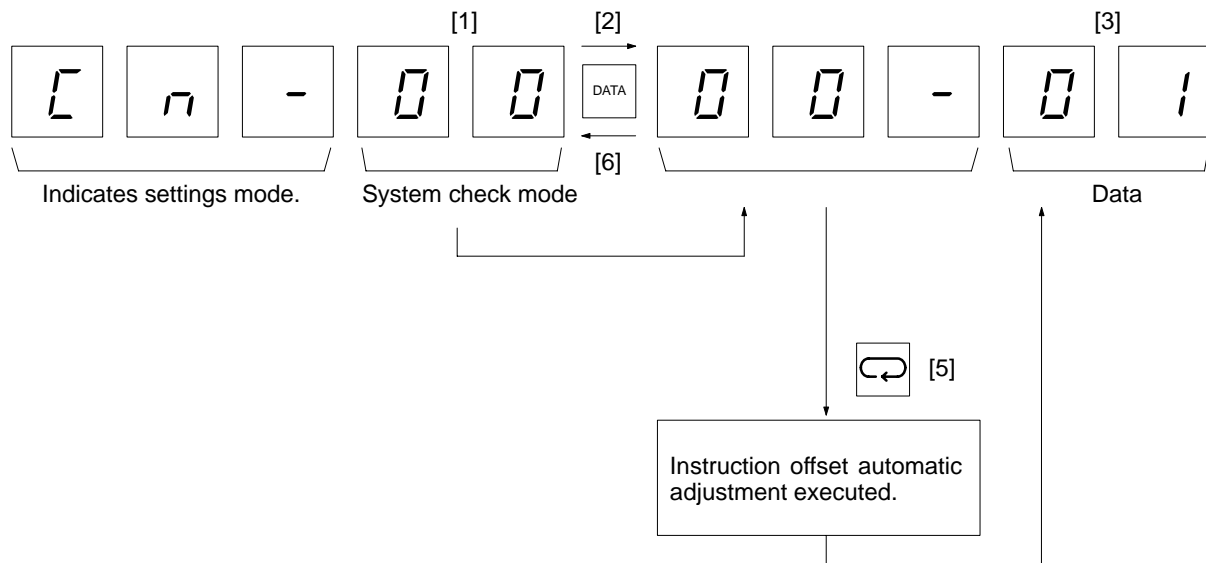 [1] [2] [3]
C n - 0 0 DATA 0 0 - 0 1
[6]
Indicates settings mode. System check mode Data
[5]
Instruction offset automatic
adjustment executed.